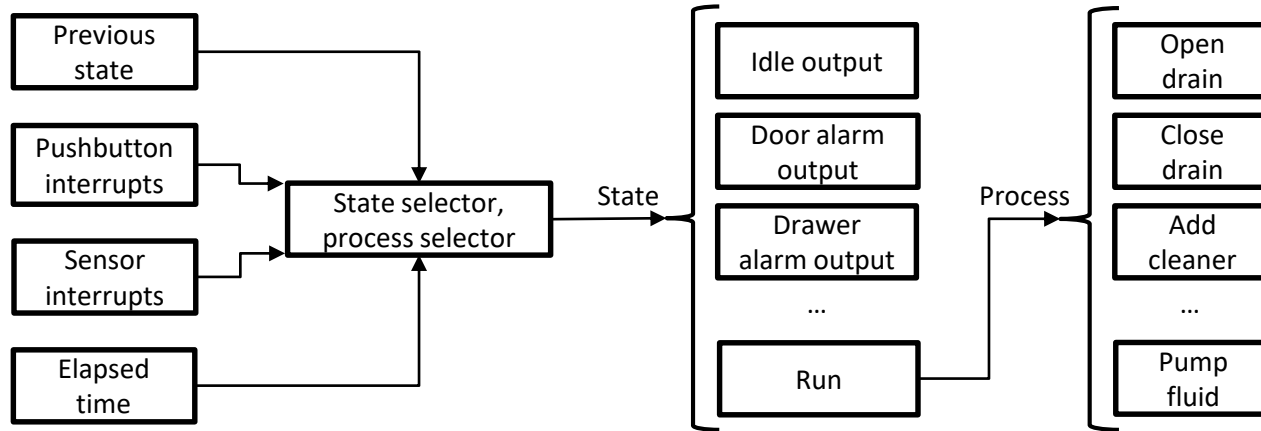 Previous
state
Pushbutton
interrupts
Sensor
interrupts
Elapsed
time
State selector,
process selector
State
Idle output
Door alarm
output
Drawer
alarm output
...
Run
Process
Open
drain
Close
drain
Add
cleaner
...
Pump
fluid